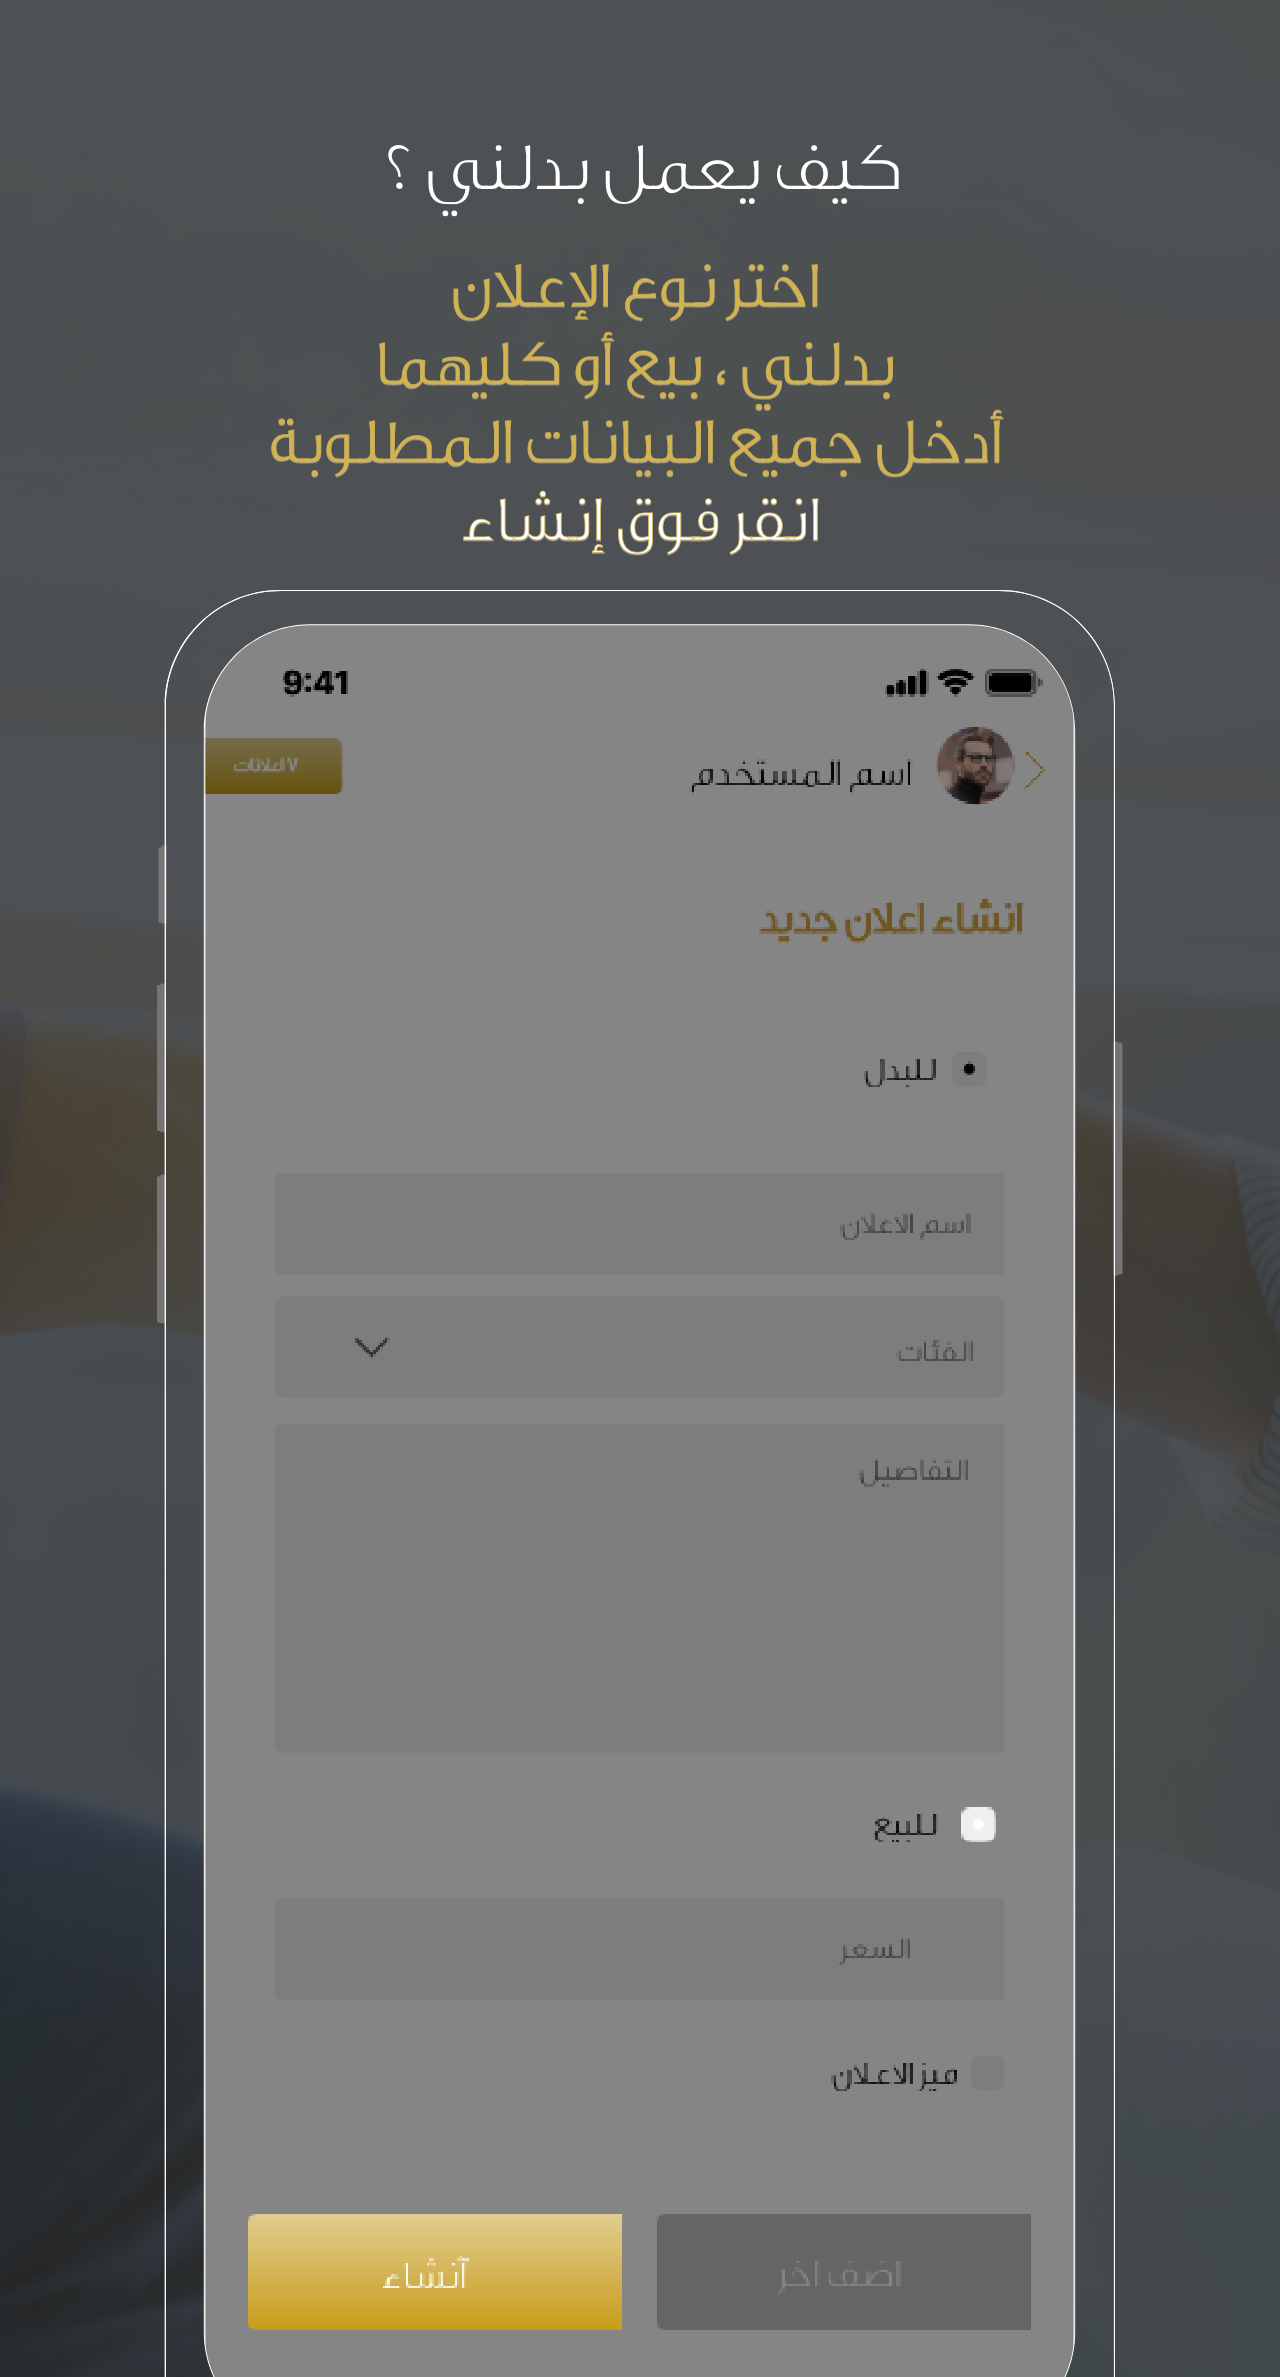 كيف يعمل بدلني ؟
اختر نوع الإعلان
بدلني ، بيع أو كليهما
أدخل جميع البيانات المطلوبة
انقر فوق إنشاء
9:41
اسم المستخدم
٧ اعلانات
انشاء اعلان جديد
للبدل
اسم الاعلان
الفئات
التفاصيل
للبيع
السعر
ميز الاعلان
اضف اخر
أنشاء